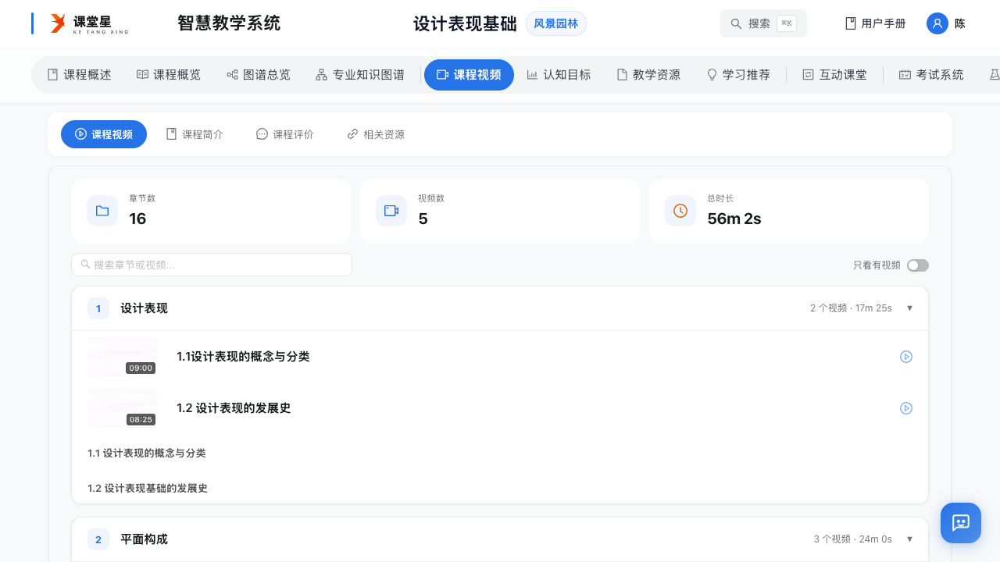 课堂星
KE TANG XING
智慧教学系统
设计表现基础
风景园林
搜索 ⌘K
用户手册
陈
课程概述
课程概览
图谱总览
专业知识图谱
课程视频
认知目标
教学资源
学习推荐
互动课堂
考试系统
课程视频
课程简介
课程评价
相关资源
章节数
16
视频数
5
总时长
56m 2s
搜索章节或视频...
只看有视频
1 设计表现
2 个视频 · 17m 25s
▼
09:00
1.1设计表现的概念与分类
08:25
1.2 设计表现的发展史
1.1 设计表现的概念与分类
1.2 设计表现基础的发展史
2 平面构成
3 个视频 · 24m 0s
▼